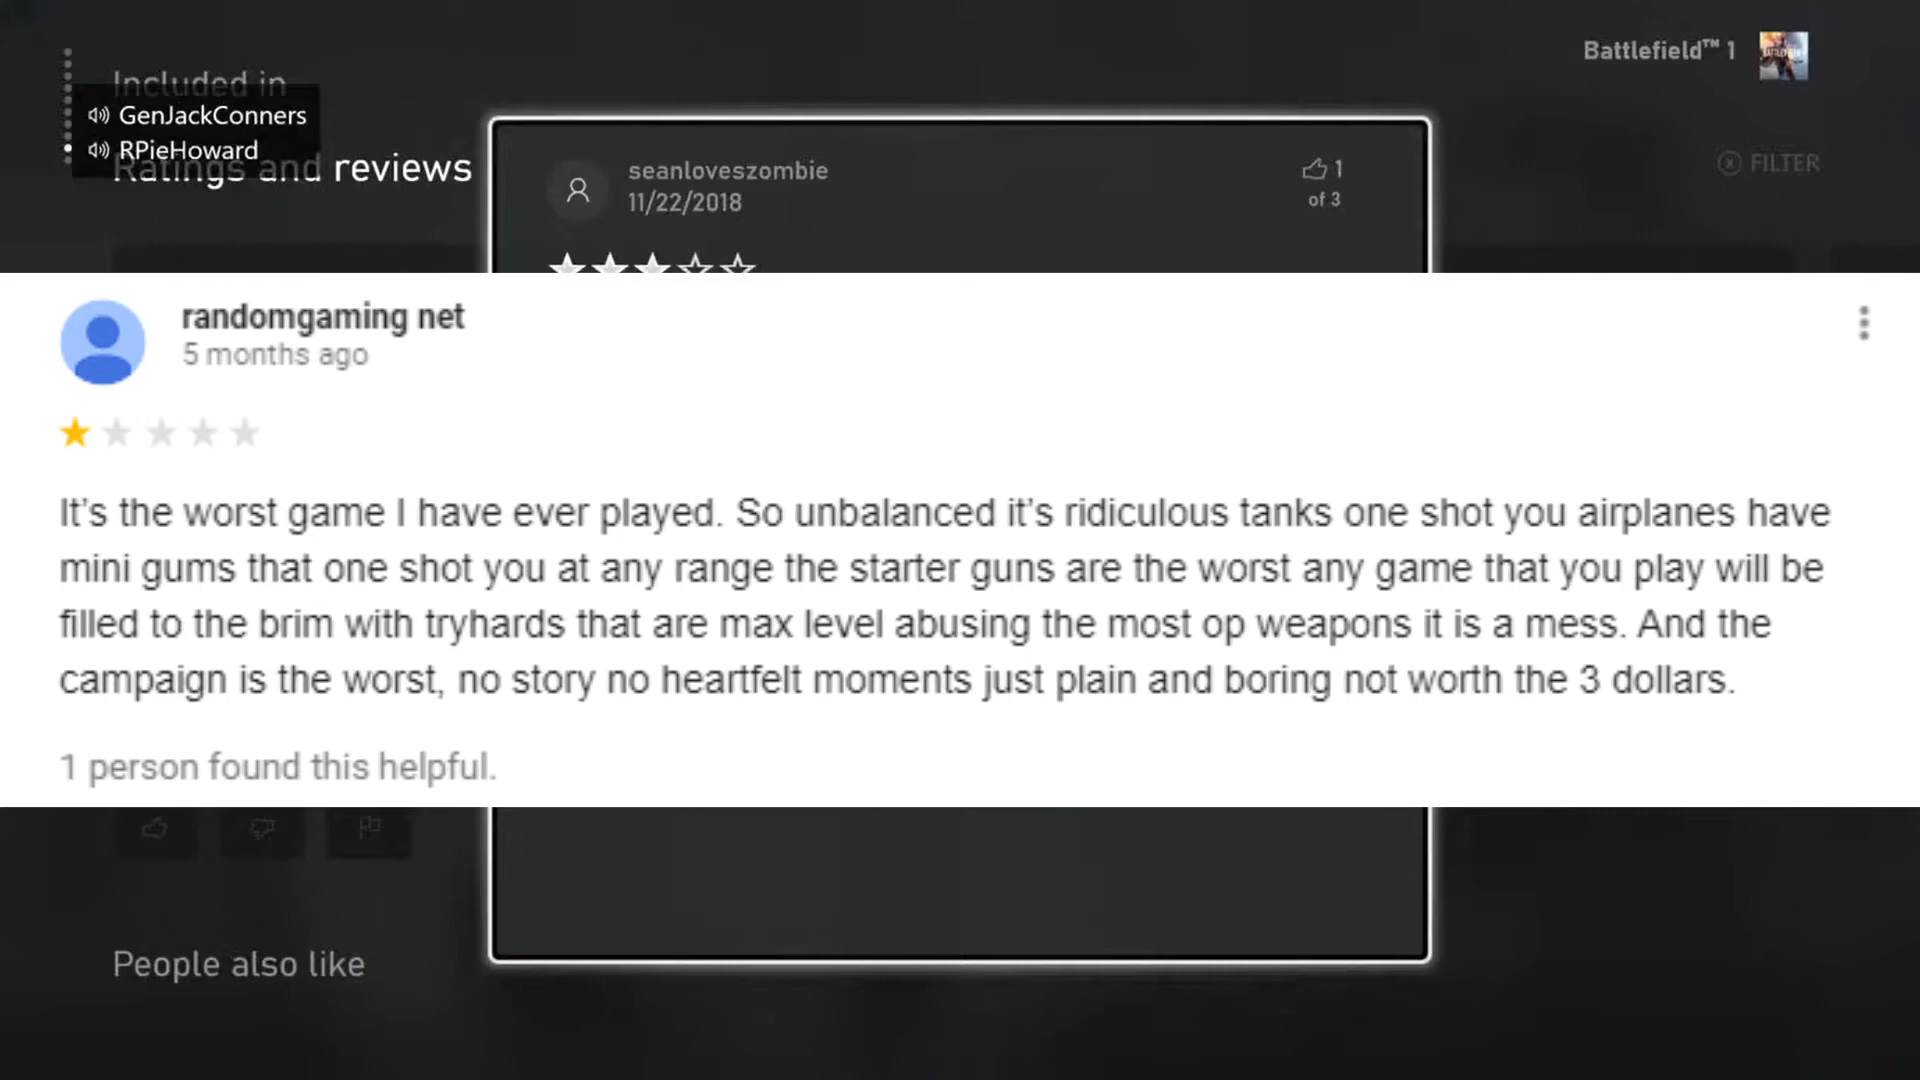 Battlefield™ 1
Included in
GenJackConners
RPieHoward
Ratings and reviews
FILTER
seanloveszombie
11/22/2018
1
of 3
randomgaming net
5 months ago
It's the worst game I have ever played. So unbalanced it's ridiculous tanks one shot you airplanes have
mini gums that one shot you at any range the starter guns are the worst any game that you play will be
filled to the brim with tryhards that are max level abusing the most op weapons it is a mess. And the
campaign is the worst, no story no heartfelt moments just plain and boring not worth the 3 dollars.
1 person found this helpful.
People also like